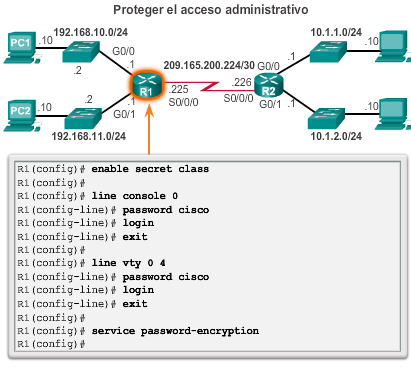 Proteger el acceso administrativo
PC1
.10
192.168.10.0/24
G0/0
.2
.1
R1
209.165.200.224/30
.225
S0/0/0
.226
S0/0/0
G0/0
.1
R2
G0/1
.1
10.1.1.0/24
.10
PC2
.10
.2
.1
G0/1
192.168.11.0/24
10.1.2.0/24
.10
R1(config)# enable secret class
R1(config)#
R1(config)# line console 0
R1(config-line)# password cisco
R1(config-line)# login
R1(config-line)# exit
R1(config)#
R1(config)# line vty 0 4
R1(config-line)# password cisco
R1(config-line)# login
R1(config-line)# exit
R1(config)#
R1(config)# service password-encryption
R1(config)#